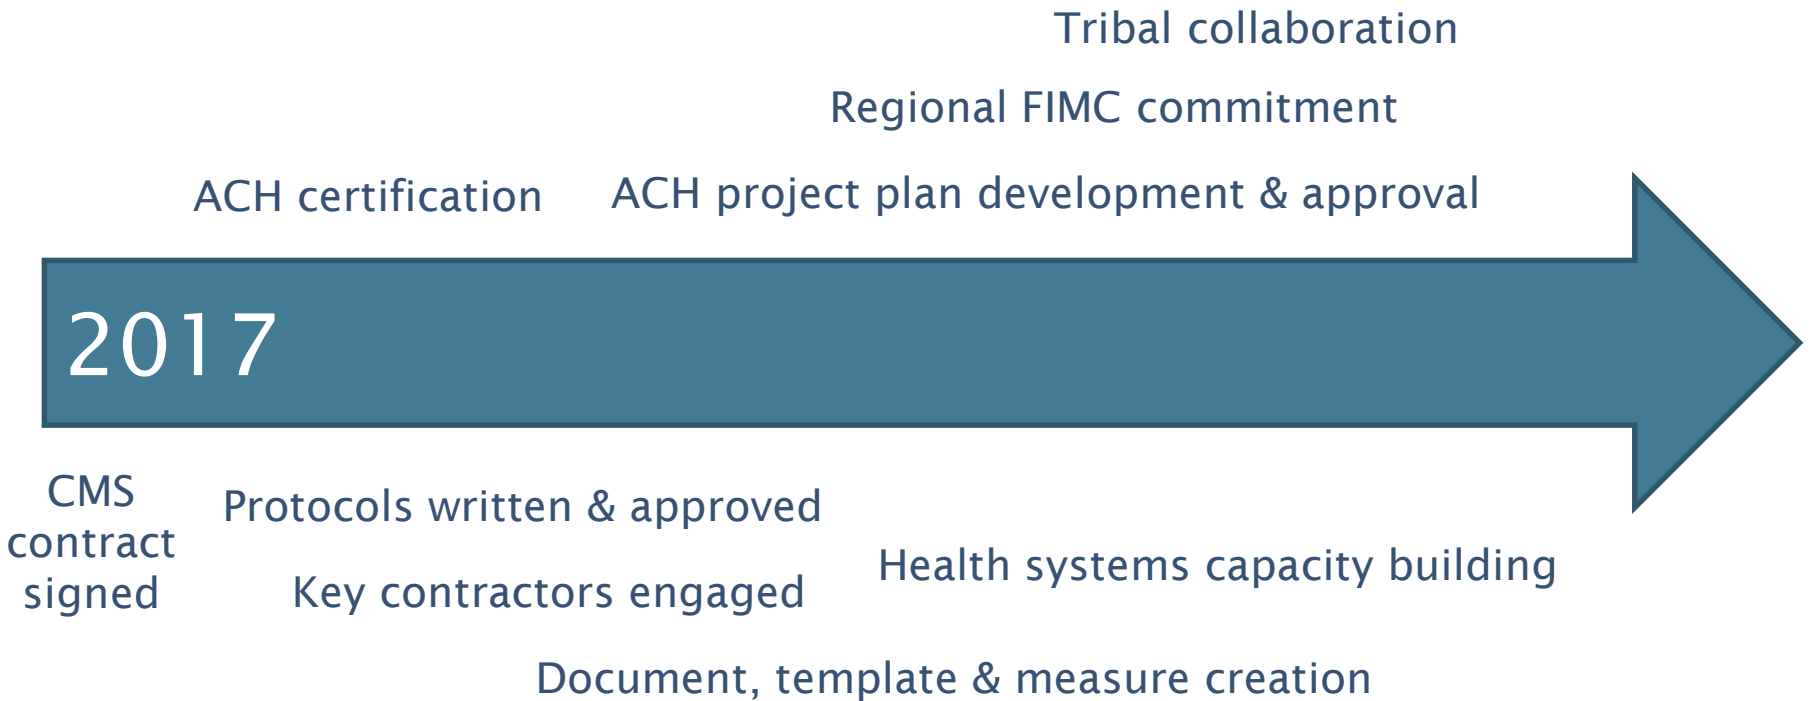 Tribal collaboration
Regional FIMC commitment
ACH certification
ACH project plan development & approval
2017
CMS
contract
signed
Protocols written & approved
Key contractors engaged
Health systems capacity building
Document, template & measure creation